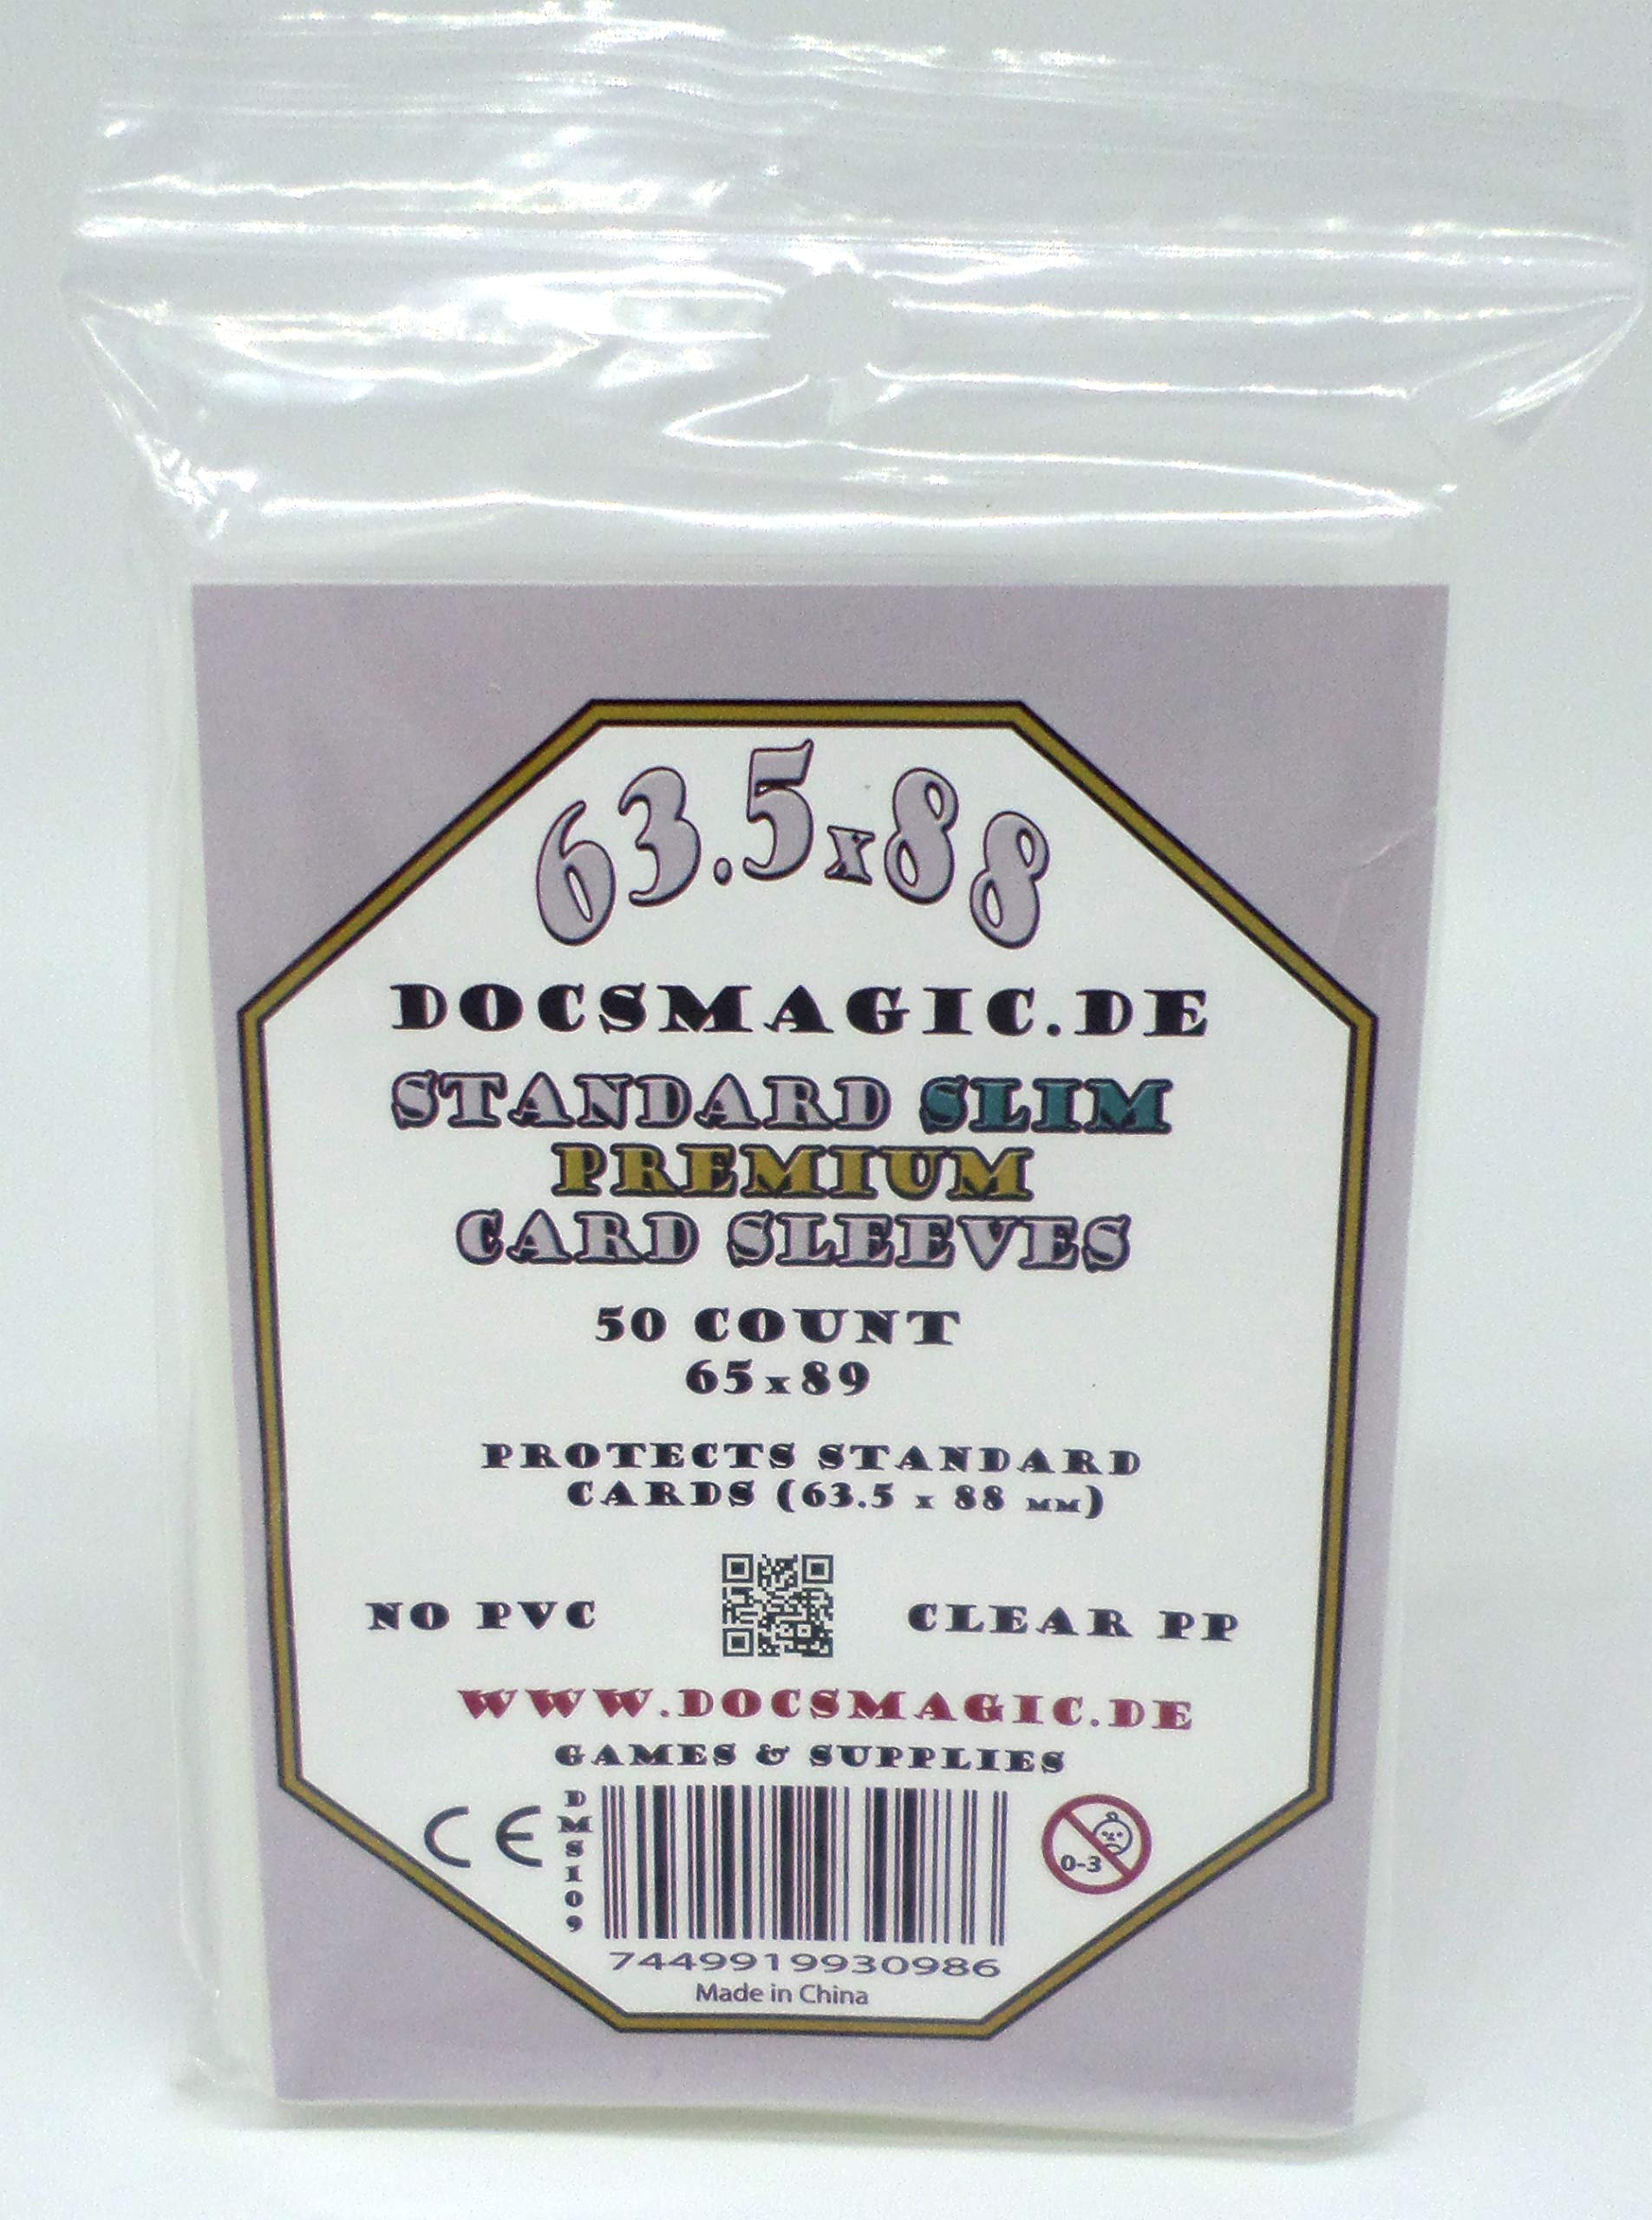 63.5x88
DOCSMAGIC.DE
STANDARD SLIM
PREMIUM
CARD SLEEVES
50 COUNT
65x89
PROTECTS STANDARD
CARDS (63.5 x 88 MM)
NO PVC CLEAR PP
WWW.DOCSMAGIC.DE
GAMES & SUPPLIES
CE
DMS109
0-3
7449919930986
Made in China